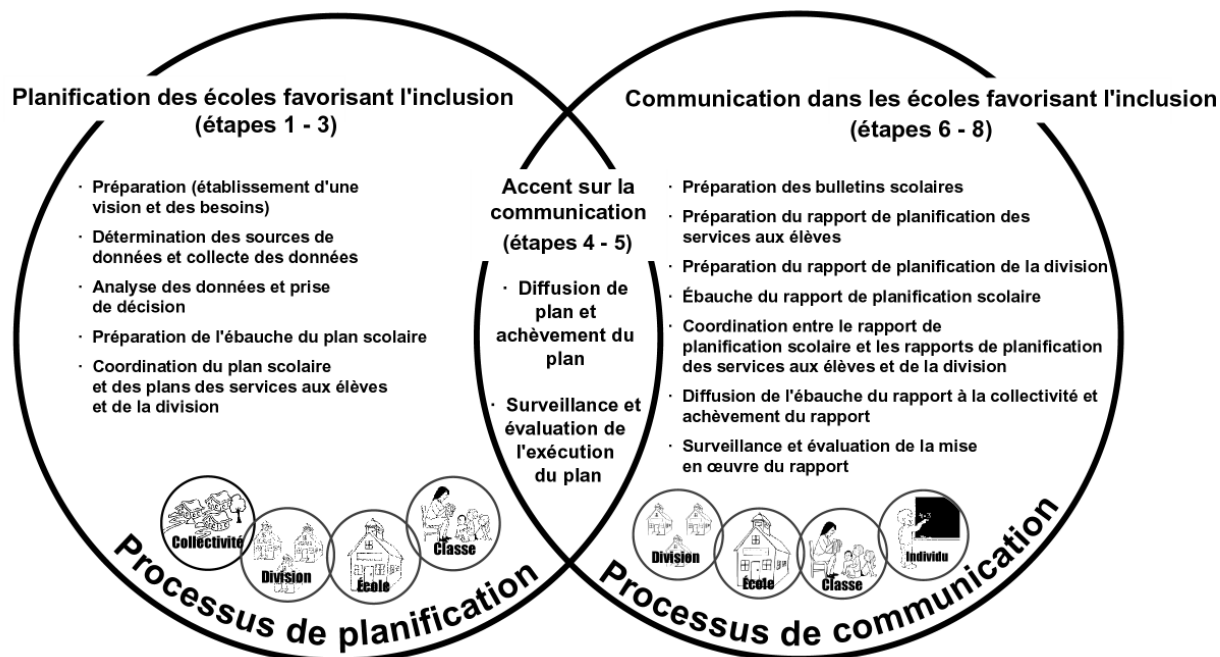 Planification des écoles favorisant l'inclusion
(étapes 1 - 3)
· Préparation (établissement d'une
vision et des besoins)
· Détermination des sources de
données et collecte des données
· Analyse des données et prise
de décision
· Préparation de l'ébauche du plan scolaire
· Coordination du plan scolaire
et des plans des services aux élèves
et de la division
Collectivité
Division
École
Classe
Processus de planification
Accent sur la
communication
(étapes 4 - 5)
· Diffusion de
plan et
achèvement du
plan
· Surveillance et
évaluation de
l'exécution
du plan
Communication dans les écoles favorisant l'inclusion
(étapes 6 - 8)
· Préparation des bulletins scolaires
· Préparation du rapport de planification des
services aux élèves
· Préparation du rapport de planification de la division
· Ébauche du rapport de planification scolaire
· Coordination entre le rapport de
planification scolaire et les rapports de planification
des services aux élèves et de la division
· Diffusion de l'ébauche du rapport à la collectivité et
achèvement du rapport
· Surveillance et évaluation de la mise
en œuvre du rapport
Division
École
Classe
Individu
Processus de communication